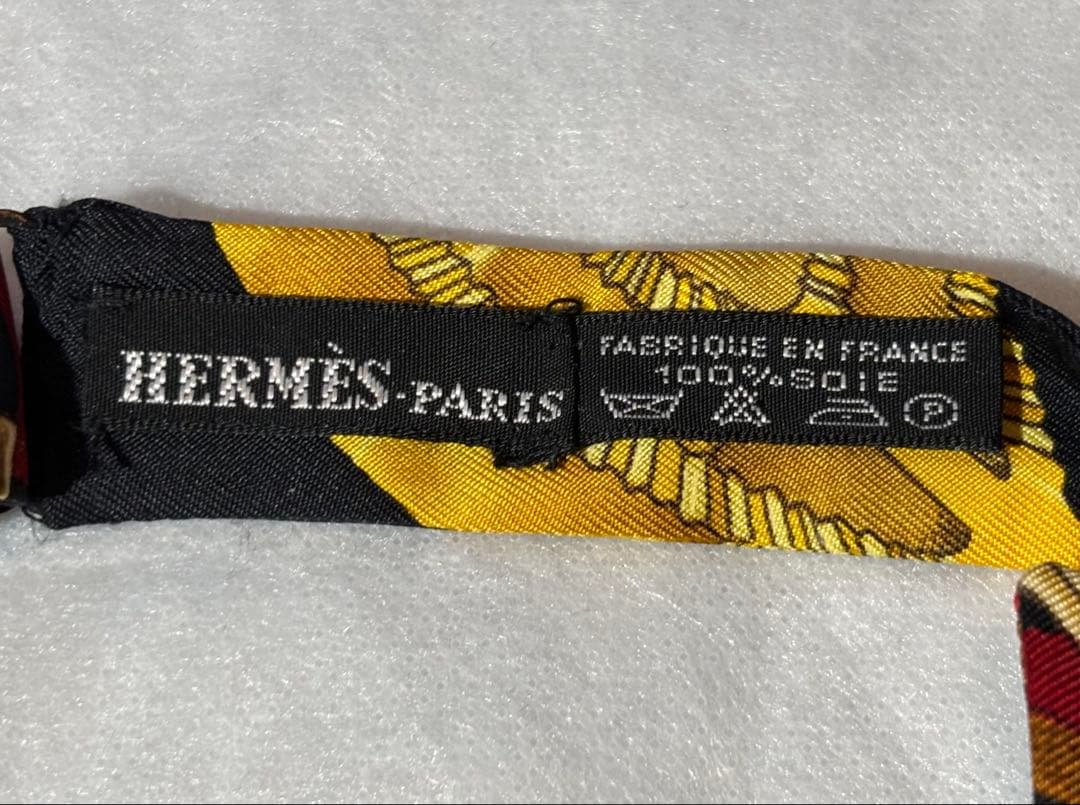 HERMÈS-PARIS
FABRIQUE EN FRANCE
100% SOIE
P